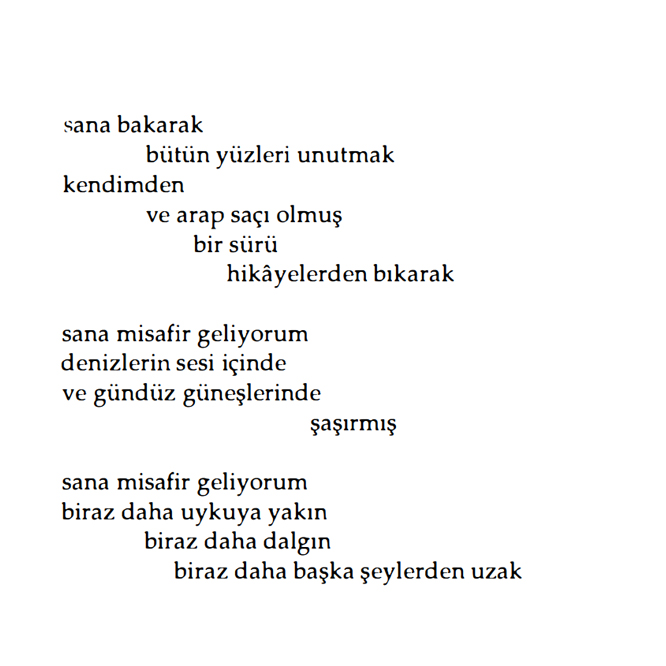 sana bakarak
bütün yüzleri unutmak
kendimden
ve arap saçı olmuş
bir sürü
hikâyelerden bıkarak
sana misafir geliyorum
denizlerin sesi içinde
ve gündüz güneşlerinde
şaşırmış
sana misafir geliyorum
biraz daha uykuya yakın
biraz daha dalgın
biraz daha başka şeylerden uzak